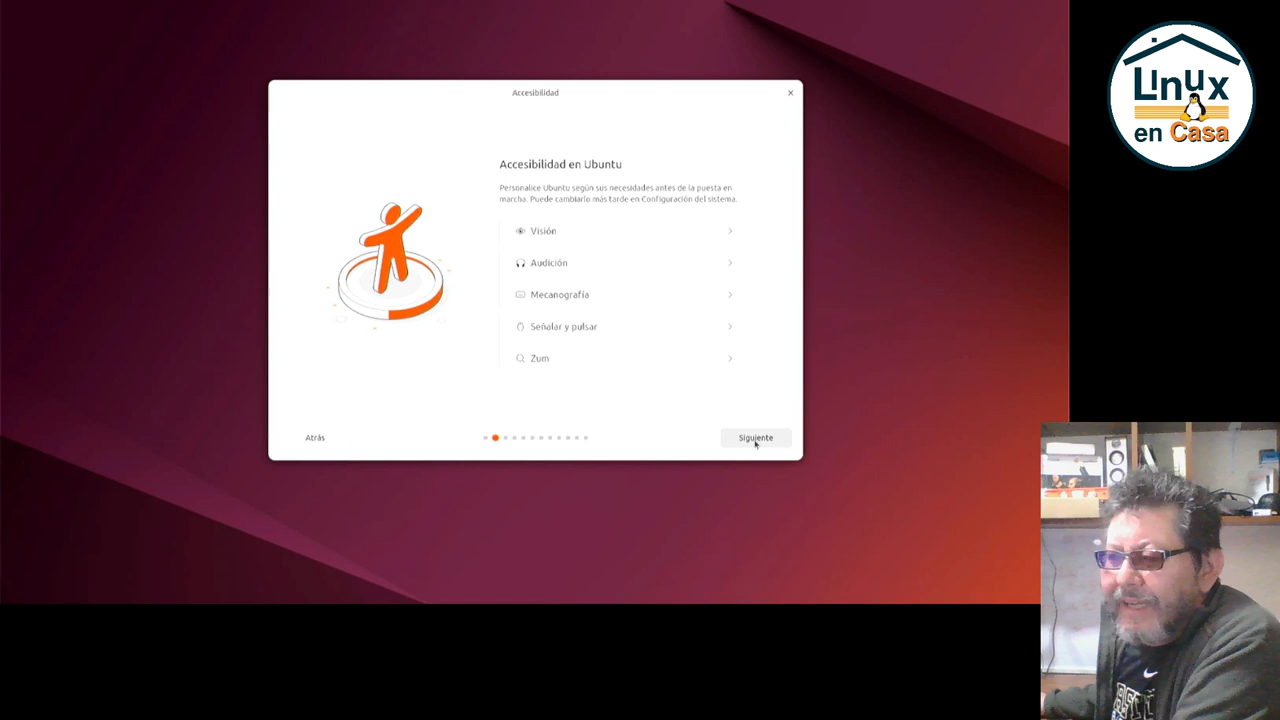 Accesibilidad
Accesibilidad en Ubuntu
Personalice Ubuntu según sus necesidades antes de la puesta en
marcha. Puede cambiarlo más tarde en Configuración del sistema.
Visión
Audición
Mecanografía
Señalar y pulsar
Zum
Atrás
Siguiente
Linux
en Casa